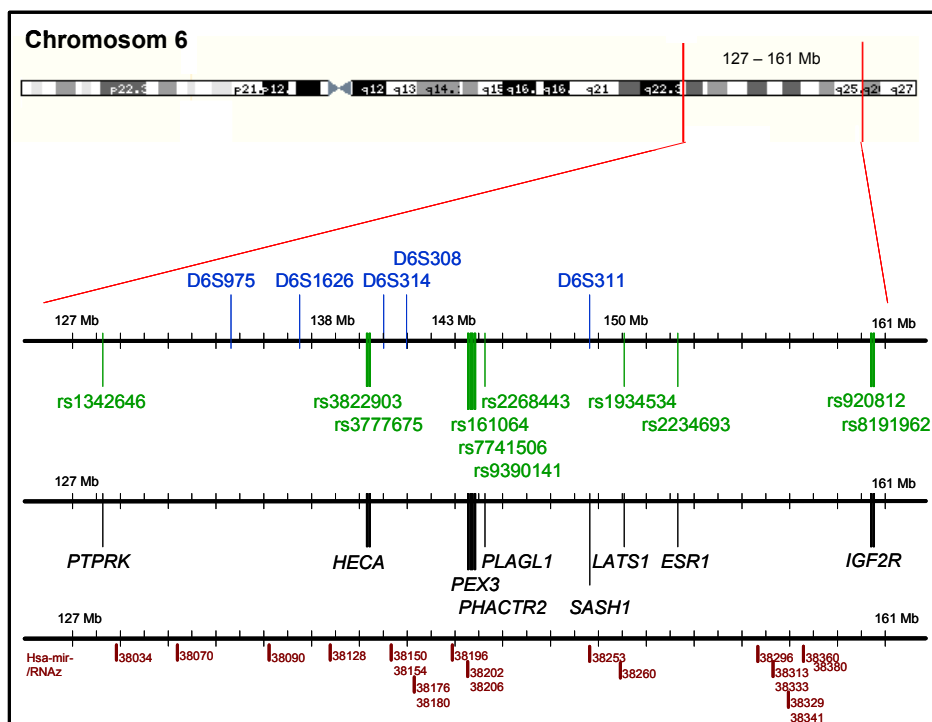 Chromosom 6
127 – 161 Mb
p22.3 p21. p12. q12 q13 q14. q15 q16. q16. q21 q22.3 q25. q26 q27
D6S308
D6S975 D6S1626 D6S314 D6S311
127 Mb 138 Mb 143 Mb 150 Mb 161 Mb
rs1342646 rs3822903 rs2268443 rs1934534 rs920812
rs3777675 rs161064 rs2234693 rs8191962
rs7741506
rs9390141
127 Mb 161 Mb
PTPRK HECA PLAGL1 LATS1 ESR1 IGF2R
PEX3
PHACTR2 SASH1
127 Mb 161 Mb
Hsa-mir- 38034 38070 38090 38128 38150 38196 38253 38296 38360
/RNAz 38154 38202 38260 38313 38380
38176 38206 38333
38180 38329
38341